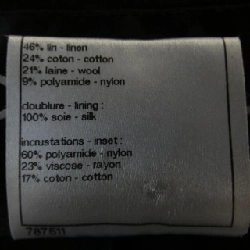 46% lin - linen
24% coton - cotton
21% laine - wool
9% polyamide - nylon
doublure - lining :
100% soie - silk
incrustations - inset :
60% polyamide - nylon
23% viscose - rayon
17% coton - cotton
787611